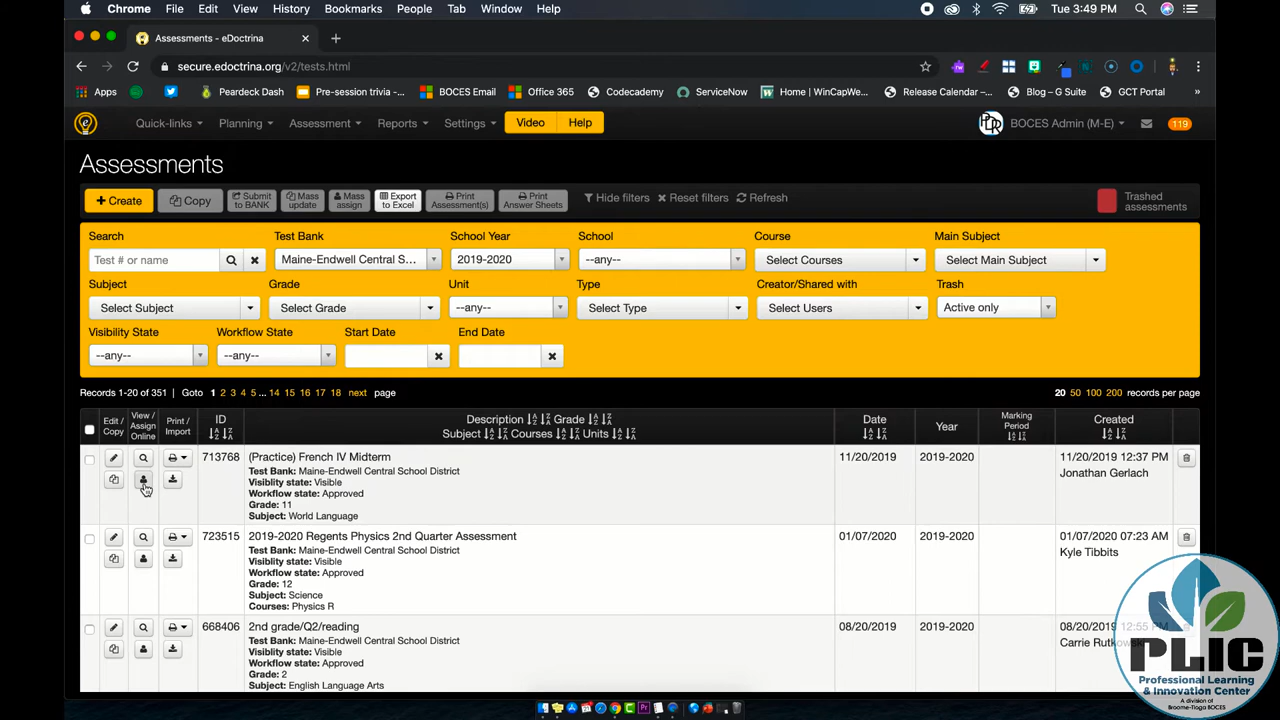 Chrome File Edit View History Bookmarks People Tab Window Help Tue 3:49 PM
Assessments - eDoctrina
secure.edoctrina.org/v2/tests.html
Apps Peardeck Dash Pre-session trivia -... BOCES Email Office 365 Codecademy ServiceNow Home | WinCapWe... Release Calendar –... Blog – G Suite GCT Portal »
Quick-links Planning Assessment Reports Settings Video Help BOCES Admin (M-E) 119
Assessments
+ Create Copy Submit to BANK Mass update Mass assign Export to Excel Print Assessment(s) Print Answer Sheets Hide filters Reset filters Refresh Trashed assessments
Search Test Bank School Year School Course Main Subject
Test # or name Maine-Endwell Central S... 2019-2020 --any-- Select Courses Select Main Subject
Subject Grade Unit Type Creator/Shared with Trash
Select Subject Select Grade --any-- Select Type Select Users Active only
Visibility State Workflow State Start Date End Date
--any-- --any--
Records 1-20 of 351 | Goto 1 2 3 4 5 ... 14 15 16 17 18 next page 20 50 100 200 records per page
Edit / Copy View / Assign Online Print / Import ID Description Grade Date Year Marking Period Created
Subject Courses Units
713768 (Practice) French IV Midterm 11/20/2019 2019-2020 11/20/2019 12:37 PM
Test Bank: Maine-Endwell Central School District Jonathan Gerlach
Visiblity state: Visible
Workflow state: Approved
Grade: 11
Subject: World Language
723515 2019-2020 Regents Physics 2nd Quarter Assessment 01/07/2020 2019-2020 01/07/2020 07:23 AM
Test Bank: Maine-Endwell Central School District Kyle Tibbits
Visiblity state: Visible
Workflow state: Approved
Grade: 12
Subject: Science
Courses: Physics R
668406 2nd grade/Q2/reading 08/20/2019 2019-2020 08/20/2019 12:55 PM
Test Bank: Maine-Endwell Central School District Carrie
Visiblity state: Visible
Workflow state: Approved
Grade: 2
Subject: English Language Arts
PLIC
Professional Learning
& Innovation Center
A division of
Broome-Tioga BOCES